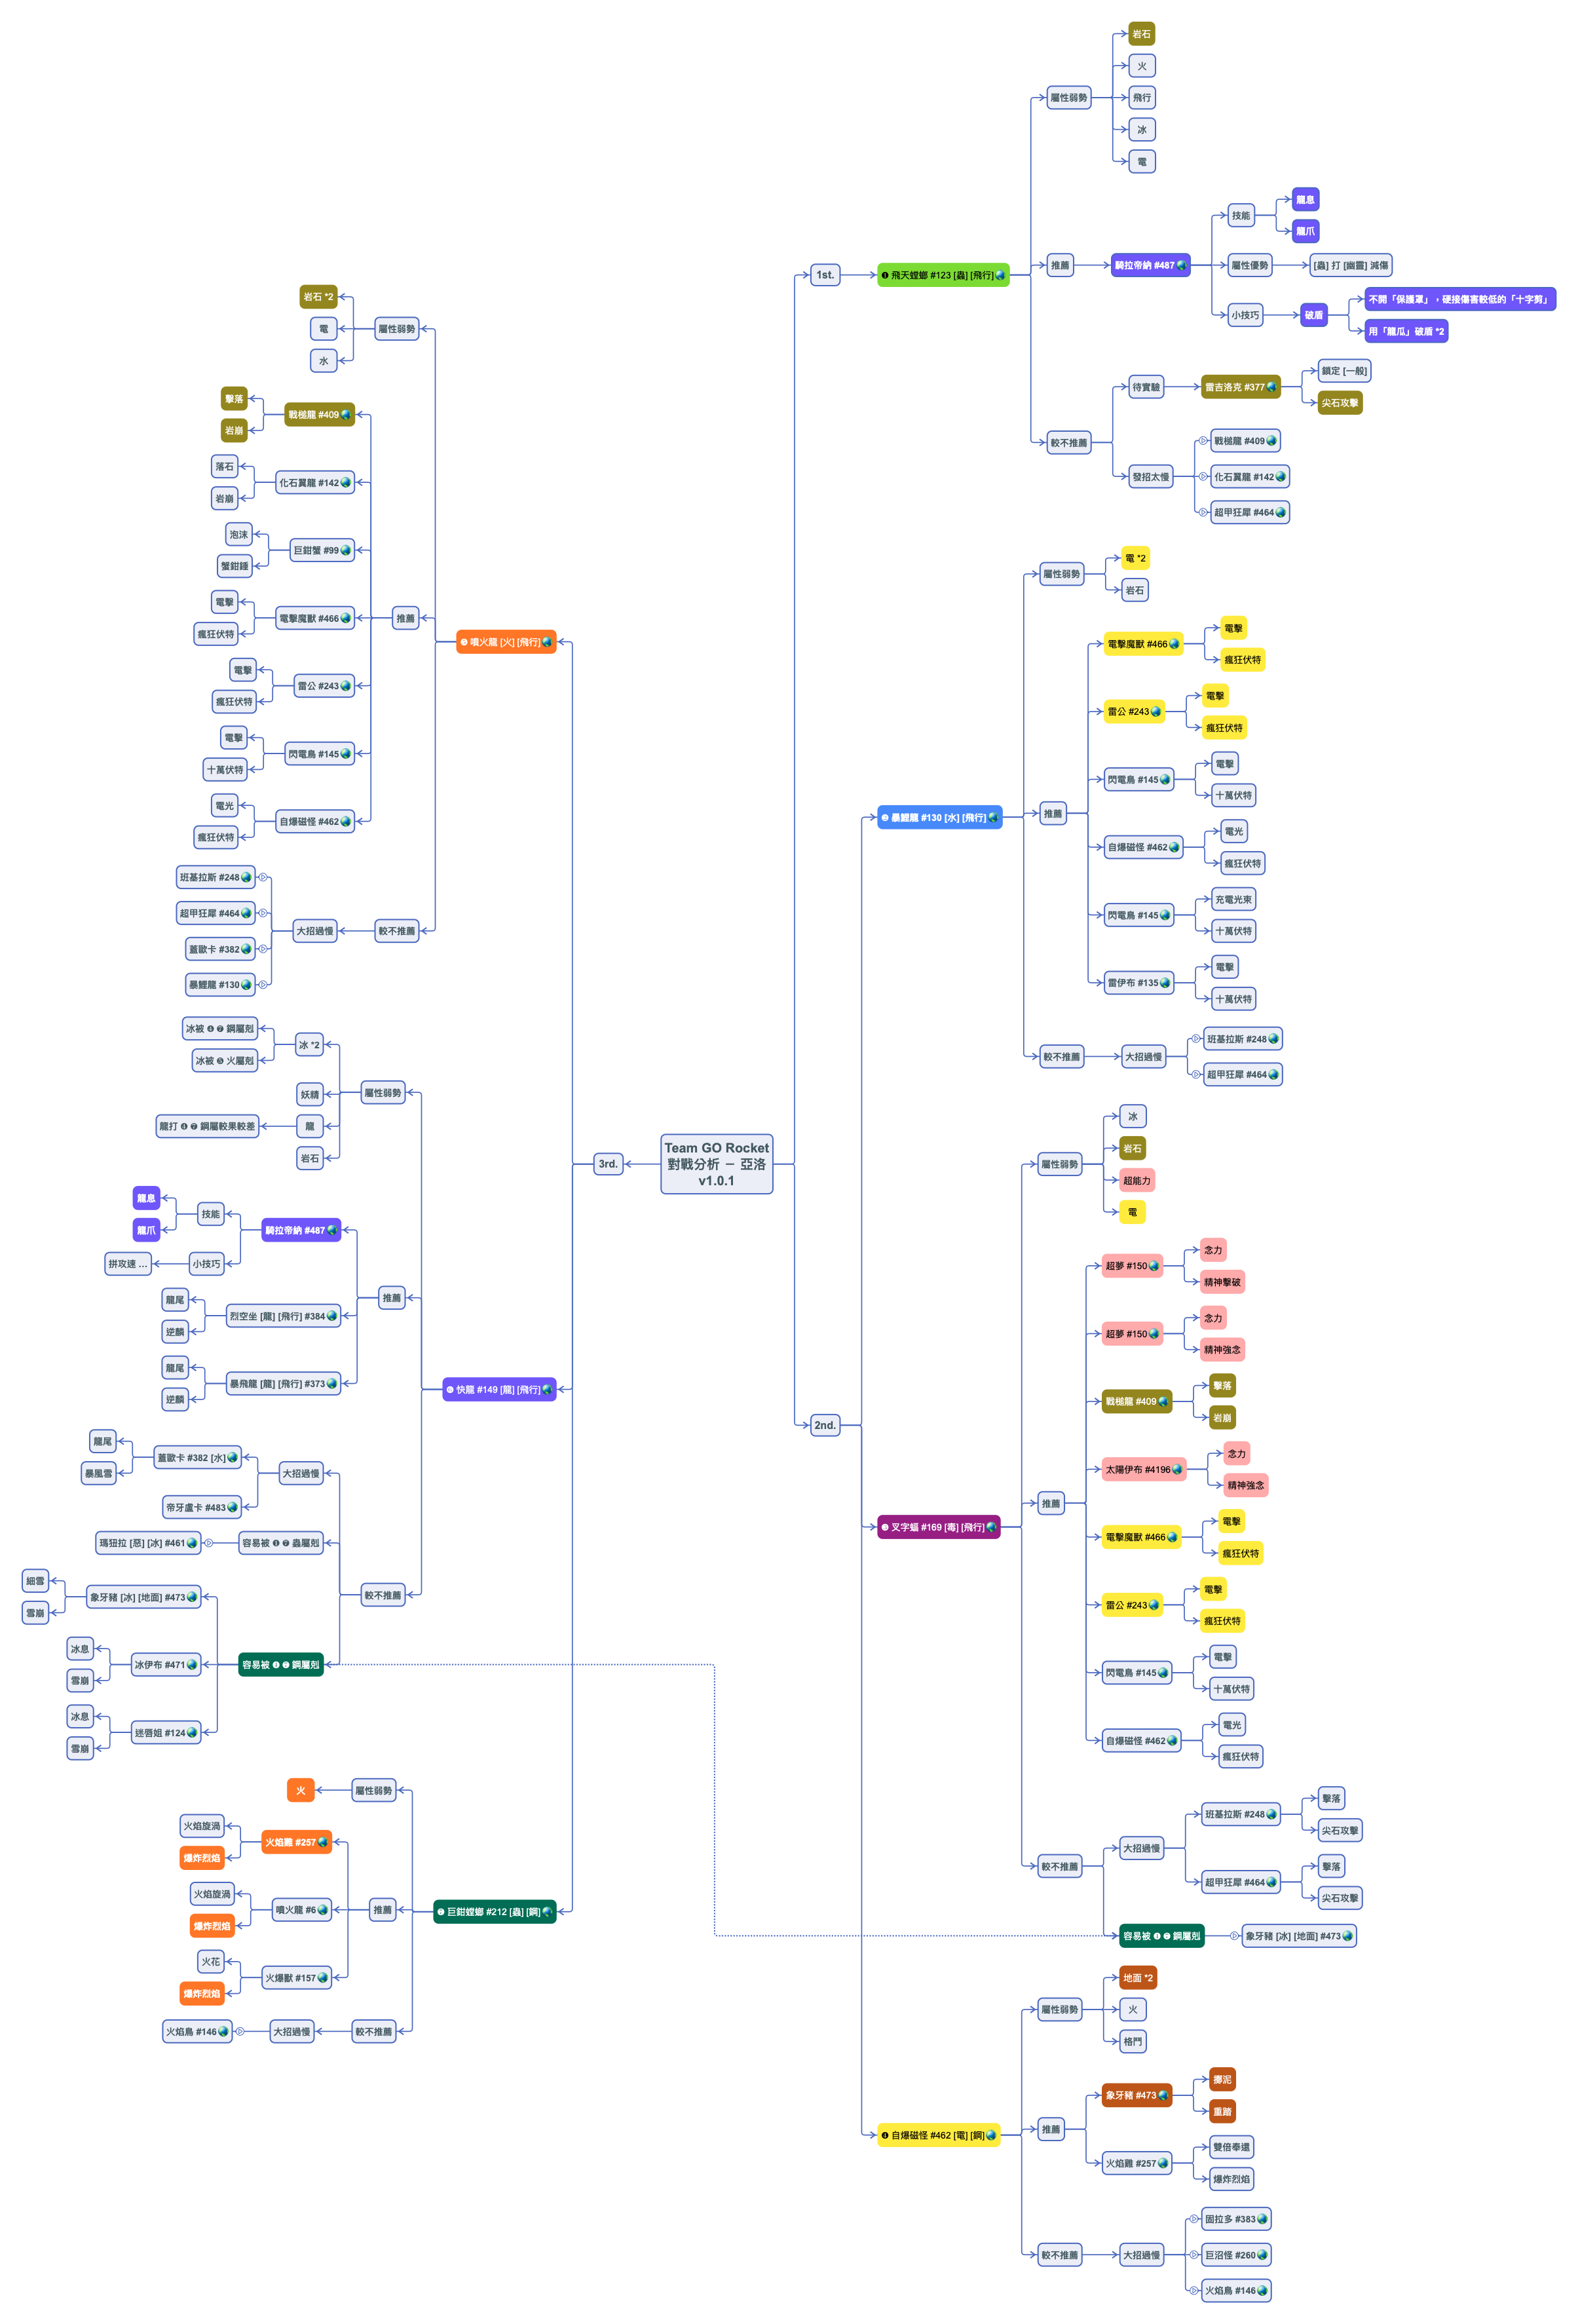 Team GO Rocket
對戰分析 － 亞洛
v1.0.1
1st.
❶ 飛天螳螂 #123 [蟲] [飛行]
屬性弱勢
岩石
火
飛行
冰
電
推薦
騎拉帝納 #487
技能
龍息
龍爪
屬性優勢
[蟲] 打 [幽靈] 減傷
小技巧
破盾
不開「保護罩」，硬接傷害較低的「十字剪」
用「龍瓜」破盾 *2
較不推薦
待實驗
雷吉洛克 #377
鎖定 [一般]
尖石攻擊
發招太慢
戰槌龍 #409
化石翼龍 #142
超甲狂犀 #464
2nd.
❷ 暴鯉龍 #130 [水] [飛行]
屬性弱勢
電 *2
岩石
推薦
電擊魔獸 #466
電擊
瘋狂伏特
雷公 #243
電擊
瘋狂伏特
閃電鳥 #145
電擊
十萬伏特
自爆磁怪 #462
電光
瘋狂伏特
閃電鳥 #145
充電光束
十萬伏特
雷伊布 #135
電擊
十萬伏特
較不推薦
大招過慢
班基拉斯 #248
超甲狂犀 #464
❸ 叉字蝠 #169 [毒] [飛行]
屬性弱勢
冰
岩石
超能力
電
推薦
超夢 #150
念力
精神擊破
超夢 #150
念力
精神強念
戰槌龍 #409
擊落
岩崩
太陽伊布 #4196
念力
精神強念
電擊魔獸 #466
電擊
瘋狂伏特
雷公 #243
電擊
瘋狂伏特
閃電鳥 #145
電擊
十萬伏特
自爆磁怪 #462
電光
瘋狂伏特
較不推薦
大招過慢
班基拉斯 #248
擊落
尖石攻擊
超甲狂犀 #464
擊落
尖石攻擊
容易被 ❹ ❼ 鋼屬剋
象牙豬 [冰] [地面] #473
❹ 自爆磁怪 #462 [電] [鋼]
屬性弱勢
地面 *2
火
格鬥
推薦
象牙豬 #473
擲泥
重踏
火焰雞 #257
雙倍奉還
爆炸烈焰
較不推薦
大招過慢
固拉多 #383
巨沼怪 #260
火焰鳥 #146
3rd.
❺ 噴火龍 [火] [飛行]
屬性弱勢
岩石 *2
電
水
推薦
戰槌龍 #409
擊落
岩崩
化石翼龍 #142
落石
岩崩
巨鉗蟹 #99
泡沫
蟹鉗錘
電擊魔獸 #466
電擊
瘋狂伏特
雷公 #243
電擊
瘋狂伏特
閃電鳥 #145
電擊
十萬伏特
自爆磁怪 #462
電光
瘋狂伏特
較不推薦
大招過慢
班基拉斯 #248
超甲狂犀 #464
蓋歐卡 #382
暴鯉龍 #130
❻ 快龍 #149 [龍] [飛行]
屬性弱勢
冰 *2
冰被 ❹ ❼ 鋼屬剋
冰被 ❺ 火屬剋
妖精
龍
龍打 ❹ ❼ 鋼屬較果較差
岩石
推薦
騎拉帝納 #487
技能
龍息
龍爪
小技巧
拼攻速 ...
烈空坐 [龍] [飛行] #384
龍尾
逆鱗
暴飛龍 [龍] [飛行] #373
龍尾
逆鱗
較不推薦
大招過慢
蓋歐卡 #382 [水]
龍尾
暴風雪
帝牙盧卡 #483
容易被 ❶ ❼ 蟲屬剋
瑪狃拉 [惡] [冰] #461
容易被 ❹ ❼ 鋼屬剋
象牙豬 [冰] [地面] #473
細雪
雪崩
冰伊布 #471
冰息
雪崩
迷唇姐 #124
冰息
雪崩
❼ 巨鉗螳螂 #212 [蟲] [鋼]
屬性弱勢
火
推薦
火焰雞 #257
火焰旋渦
爆炸烈焰
噴火龍 #6
火焰旋渦
爆炸烈焰
火爆獸 #157
火花
爆炸烈焰
較不推薦
大招過慢
火焰鳥 #146